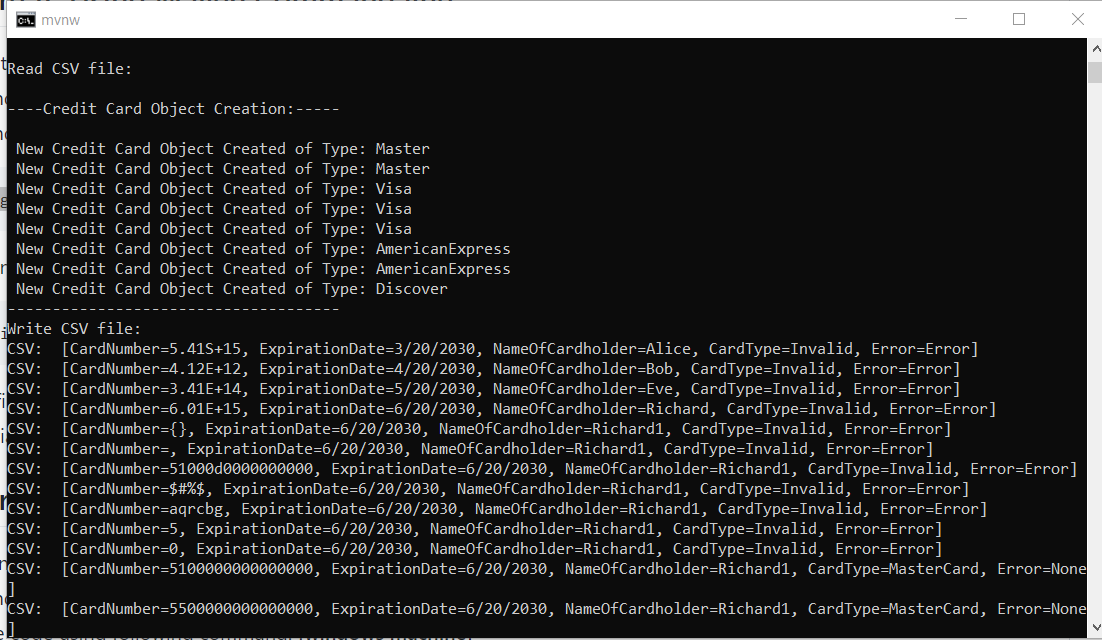 mvnw
Read CSV file:
----Credit Card Object Creation:-----
New Credit Card Object Created of Type: Master
New Credit Card Object Created of Type: Master
New Credit Card Object Created of Type: Visa
New Credit Card Object Created of Type: Visa
New Credit Card Object Created of Type: Visa
New Credit Card Object Created of Type: AmericanExpress
New Credit Card Object Created of Type: AmericanExpress
New Credit Card Object Created of Type: Discover
-------------------------------------
Write CSV file:
CSV:  [CardNumber=5.41S+15, ExpirationDate=3/20/2030, NameOfCardholder=Alice, CardType=Invalid, Error=Error]
CSV:  [CardNumber=4.12E+12, ExpirationDate=4/20/2030, NameOfCardholder=Bob, CardType=Invalid, Error=Error]
CSV:  [CardNumber=3.41E+14, ExpirationDate=5/20/2030, NameOfCardholder=Eve, CardType=Invalid, Error=Error]
CSV:  [CardNumber=6.01E+15, ExpirationDate=6/20/2030, NameOfCardholder=Richard, CardType=Invalid, Error=Error]
CSV:  [CardNumber={}, ExpirationDate=6/20/2030, NameOfCardholder=Richard1, CardType=Invalid, Error=Error]
CSV:  [CardNumber=, ExpirationDate=6/20/2030, NameOfCardholder=Richard1, CardType=Invalid, Error=Error]
CSV:  [CardNumber=51000d0000000000, ExpirationDate=6/20/2030, NameOfCardholder=Richard1, CardType=Invalid, Error=Error]
CSV:  [CardNumber=$#%$, ExpirationDate=6/20/2030, NameOfCardholder=Richard1, CardType=Invalid, Error=Error]
CSV:  [CardNumber=aqrcbg, ExpirationDate=6/20/2030, NameOfCardholder=Richard1, CardType=Invalid, Error=Error]
CSV:  [CardNumber=5, ExpirationDate=6/20/2030, NameOfCardholder=Richard1, CardType=Invalid, Error=Error]
CSV:  [CardNumber=0, ExpirationDate=6/20/2030, NameOfCardholder=Richard1, CardType=Invalid, Error=Error]
CSV:  [CardNumber=5100000000000000, ExpirationDate=6/20/2030, NameOfCardholder=Richard1, CardType=MasterCard, Error=None
]
CSV:  [CardNumber=5500000000000000, ExpirationDate=6/20/2030, NameOfCardholder=Richard1, CardType=MasterCard, Error=None
]